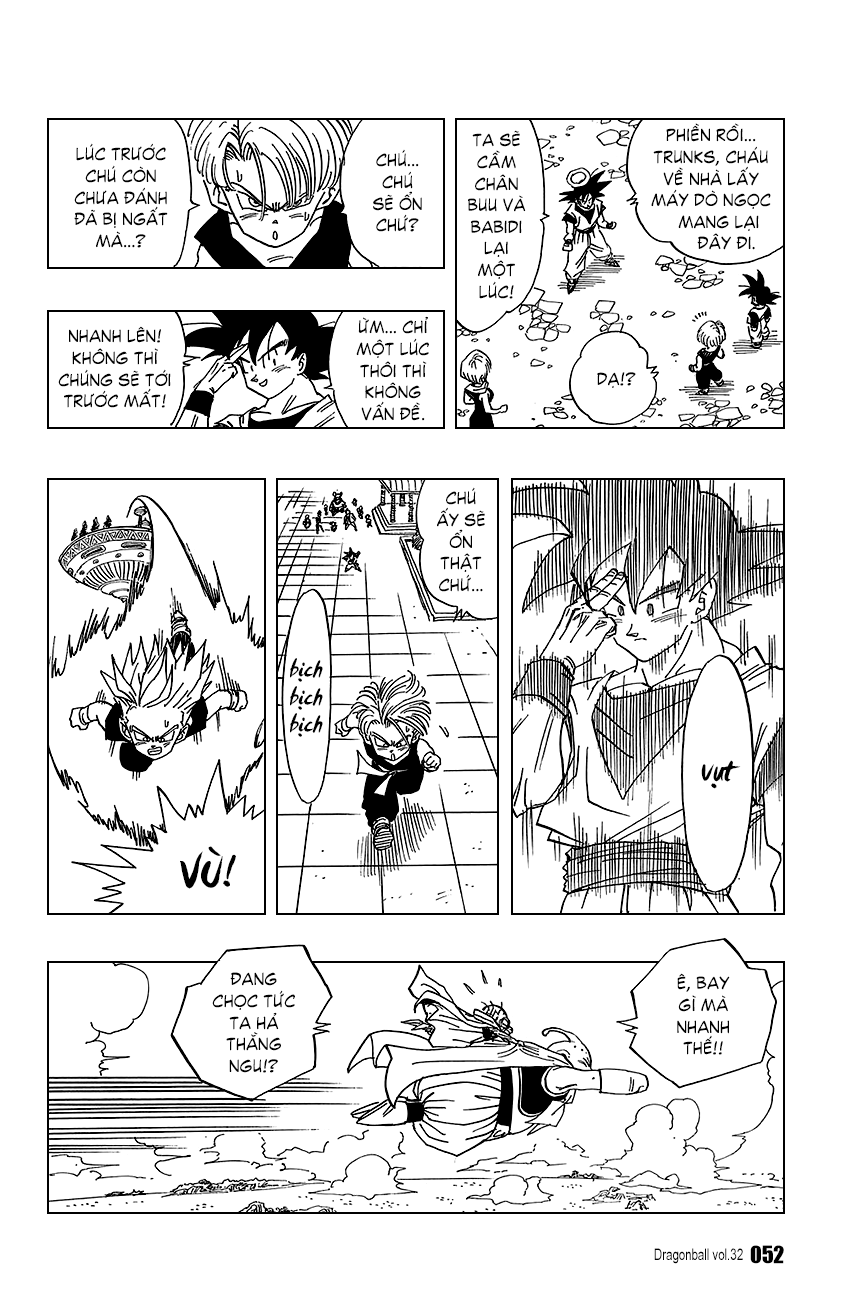 PHIỀN RỒI...
TRUNKS, CHÁU
VỀ NHÀ LẤY
MÁY DÒ NGỌC
MANG LẠI
ĐÂY ĐI.
TA SẼ
CẦM
CHÂN
BUU VÀ
BABIDI
LẠI
MỘT
LÚC!
DẠ!?
CHÚ...
CHÚ
SẼ ỔN
CHỨ?
LÚC TRƯỚC
CHÚ CÒN
CHƯA ĐÁNH
ĐÃ BỊ NGẤT
MÀ...?
ỪM... CHỈ
MỘT LÚC
THÔI THÌ
KHÔNG
VẤN ĐỀ.
NHANH LÊN!
KHÔNG THÌ
CHÚNG SẼ TỚI
TRƯỚC MẤT!
vụt
CHÚ
ẤY SẼ
ỔN
THẬT
CHỨ...
bịch
bịch
bịch
VÙ!
Ê, BAY
GÌ MÀ
NHANH
THẾ!!
ĐANG
CHỌC TỨC
TA HẢ
THẰNG
NGU!?
Dragonball vol.32 052